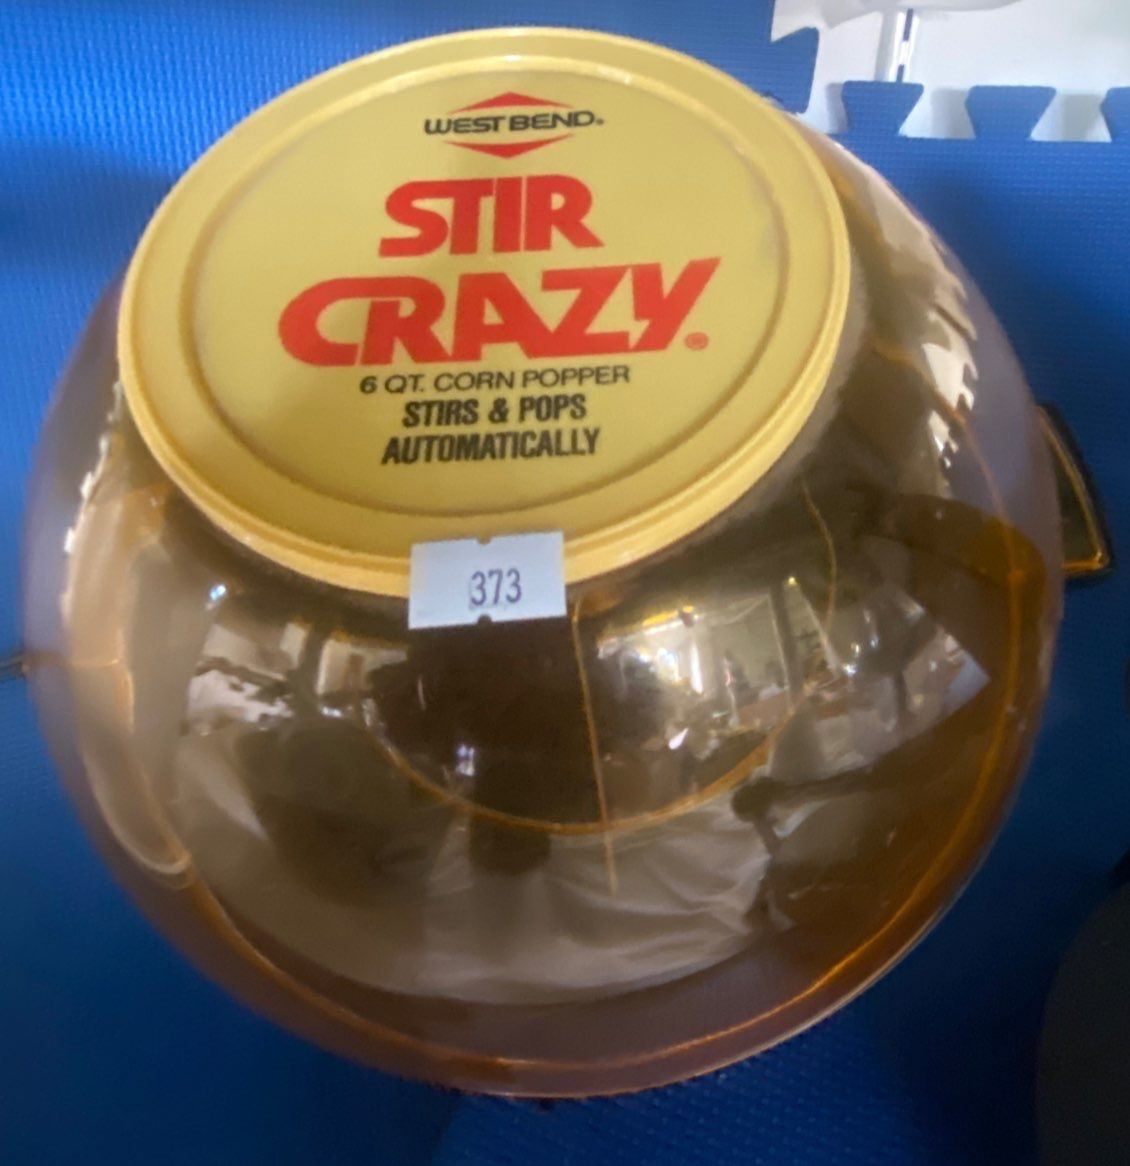 WEST BEND®
STIR
CRAZY®
6 QT. CORN POPPER
STIRS & POPS
AUTOMATICALLY
373